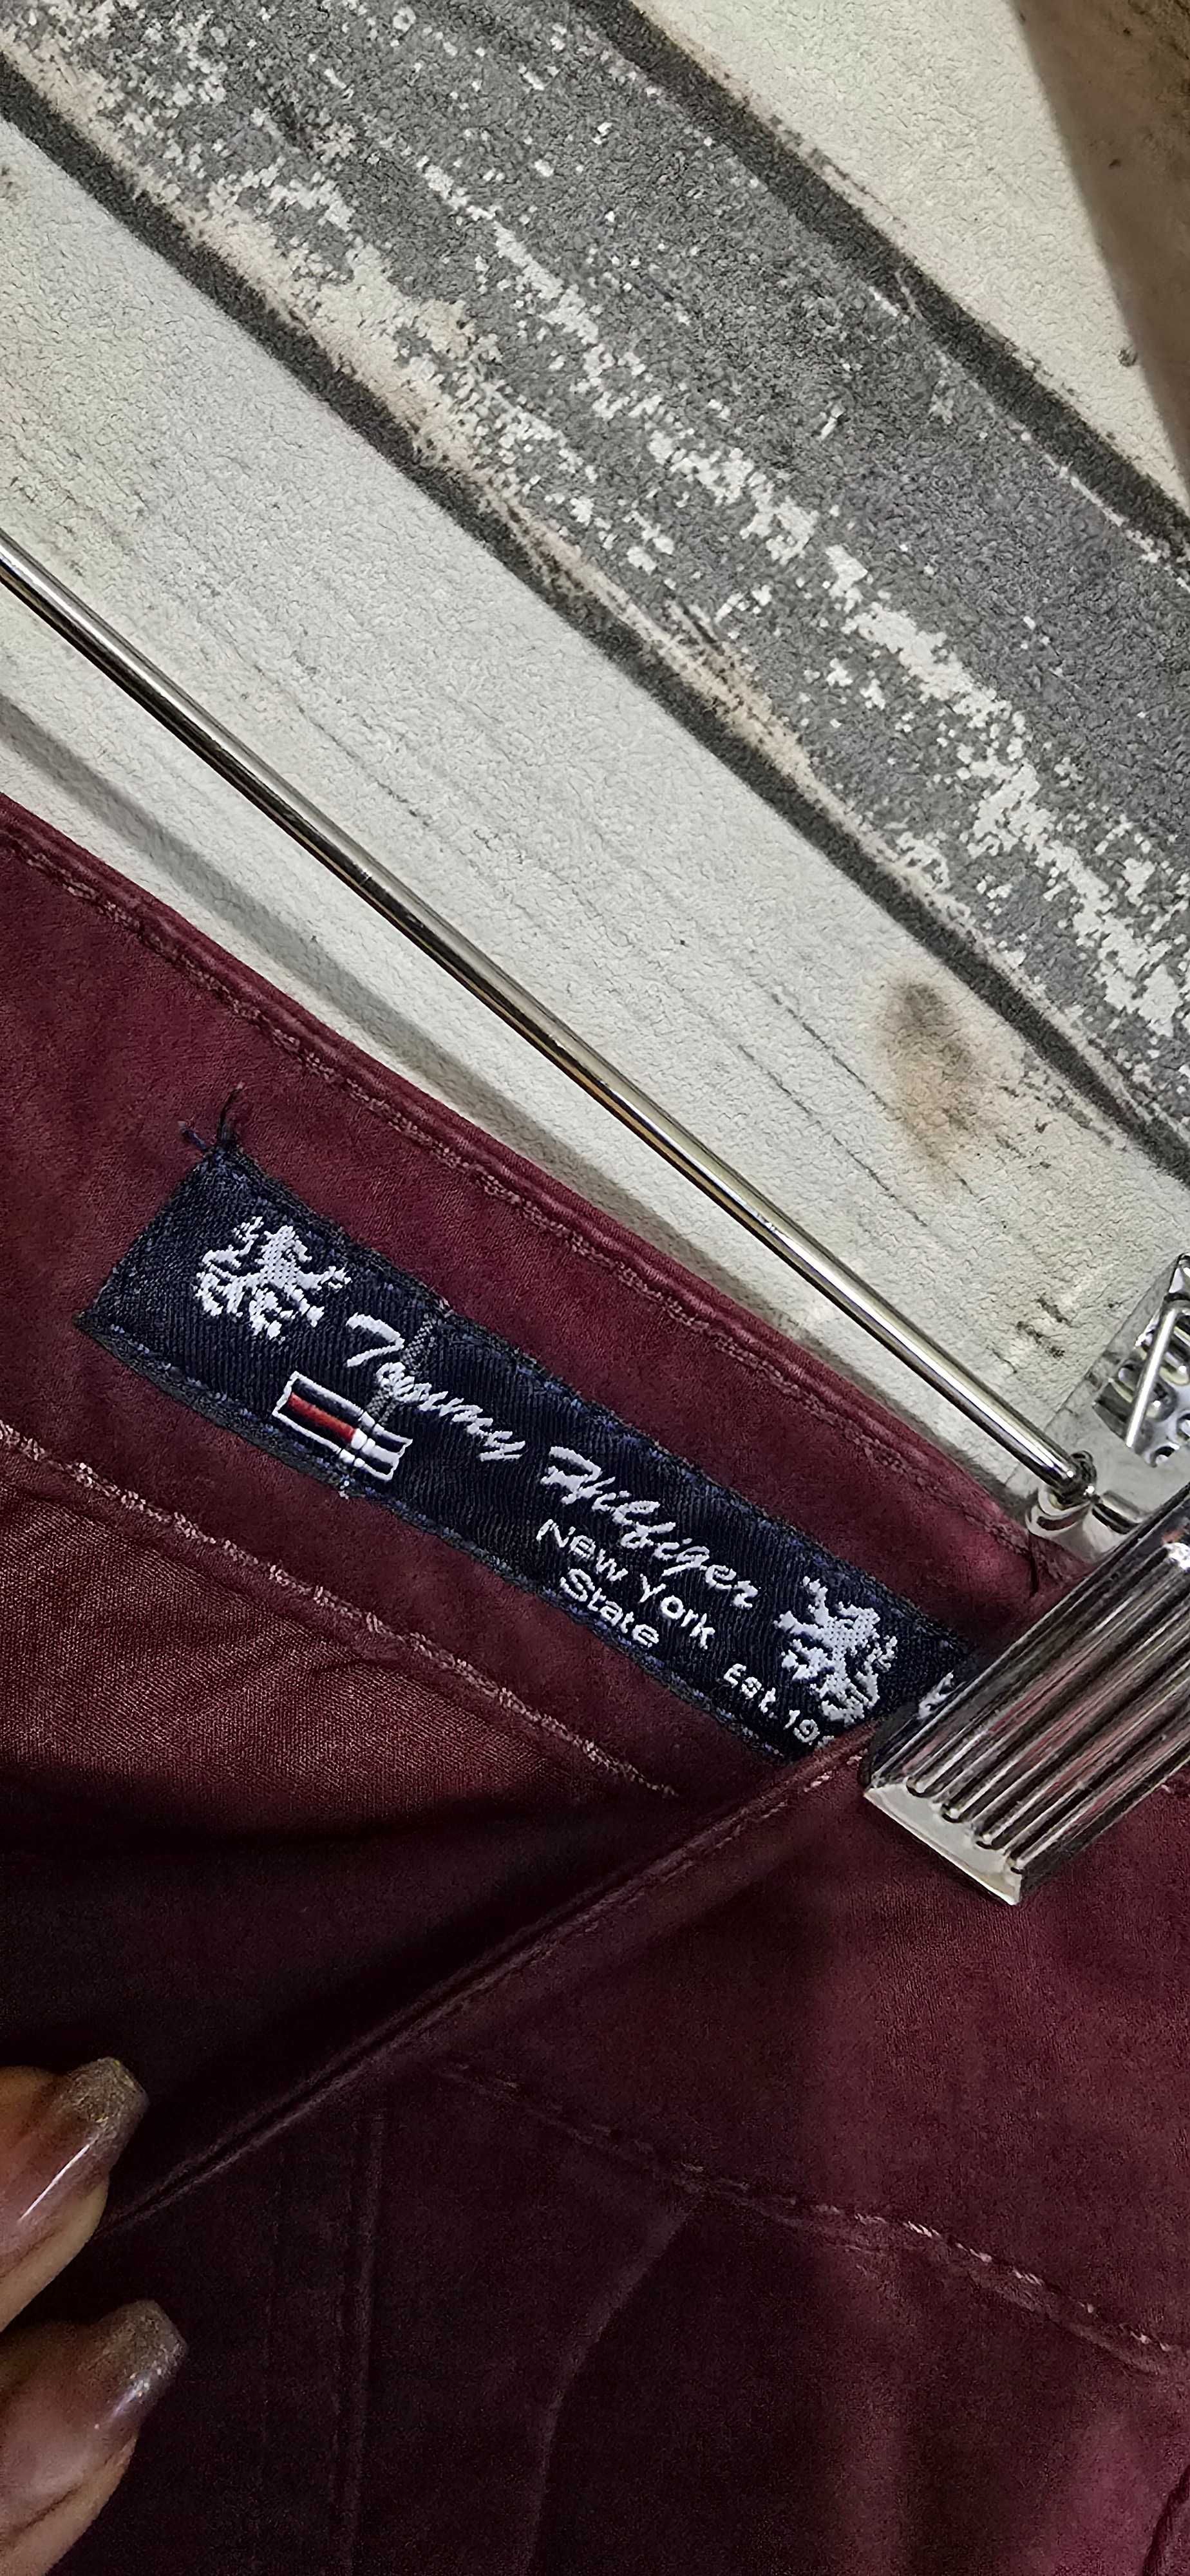 Tommy Hilfiger
New York
State
Est. 19